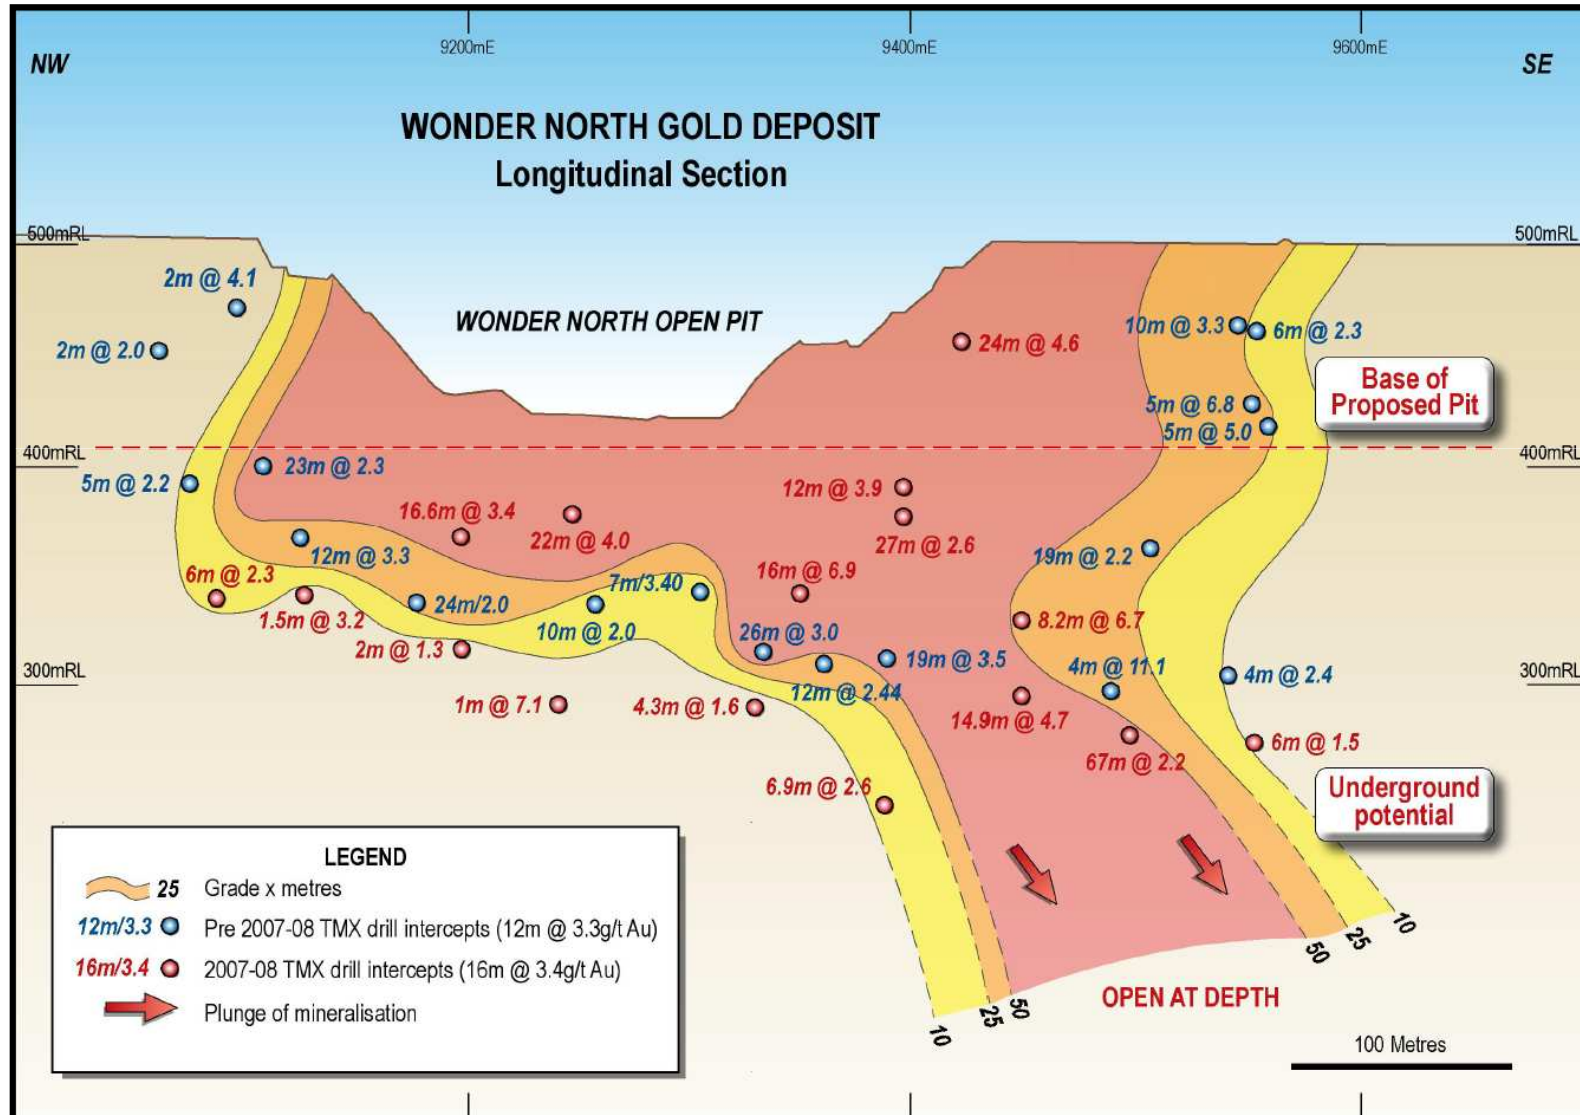 9200mE
9400mE
9600mE
NW
SE
WONDER NORTH GOLD DEPOSIT
Longitudinal Section
500mRL
500mRL
2m @ 4.1
WONDER NORTH OPEN PIT
2m @ 2.0
24m @ 4.6
10m @ 3.3
6m @ 2.3
Base of
Proposed Pit
5m @ 6.8
5m @ 5.0
400mRL
400mRL
23m @ 2.3
5m @ 2.2
12m @ 3.9
16.6m @ 3.4
22m @ 4.0
27m @ 2.6
12m @ 3.3
19m @ 2.2
6m @ 2.3
16m @ 6.9
7m/3.40
24m/2.0
1.5m @ 3.2
10m @ 2.0
8.2m @ 6.7
26m @ 3.0
2m @ 1.3
19m @ 3.5
300mRL
300mRL
4m @ 11.1
4m @ 2.4
12m @ 2.44
1m @ 7.1
4.3m @ 1.6
14.9m @ 4.7
67m @ 2.2
6m @ 1.5
6.9m @ 2.6
Underground
potential
LEGEND
25 Grade x metres
12m/3.3 Pre 2007-08 TMX drill intercepts (12m @ 3.3g/t Au)
16m/3.4 2007-08 TMX drill intercepts (16m @ 3.4g/t Au)
Plunge of mineralisation
10
25
50
OPEN AT DEPTH
50
25
10
100 Metres